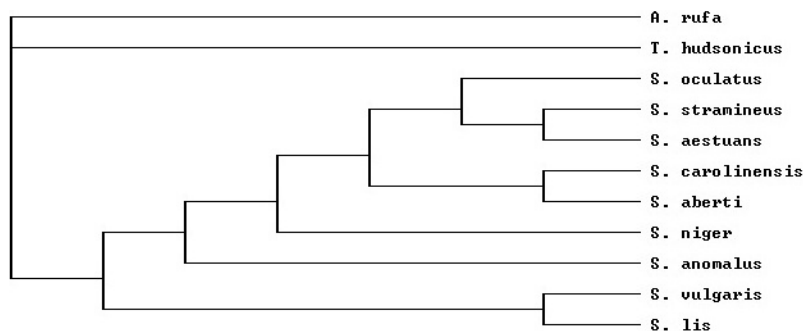 A. rufa
T. hudsonicus
S. oculatus
S. stramineus
S. aestuans
S. carolinensis
S. aberti
S. niger
S. anomalus
S. vulgaris
S. lis